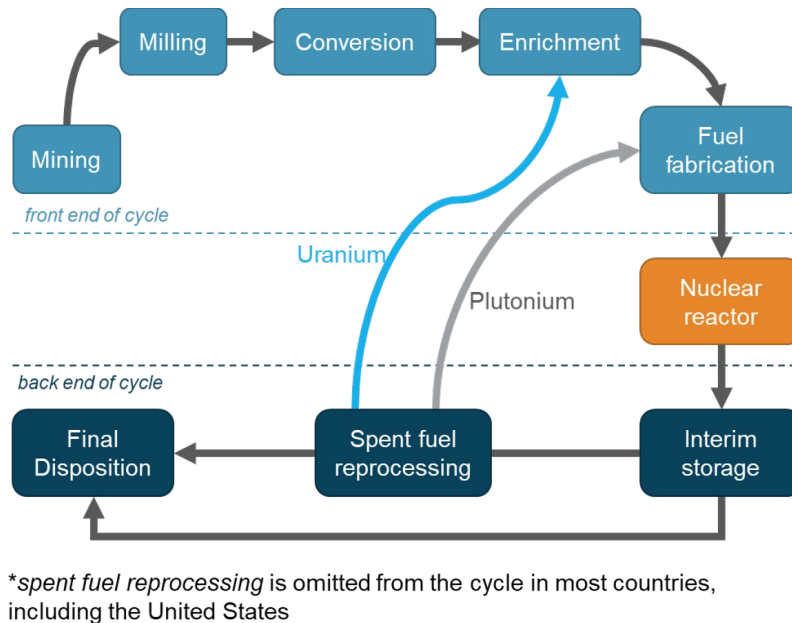 Milling
Conversion
Enrichment
Mining
Fuel
fabrication
front end of cycle
Uranium
Plutonium
Nuclear
reactor
back end of cycle
Final
Disposition
Spent fuel
reprocessing
Interim
storage
*spent fuel reprocessing is omitted from the cycle in most countries,
including the United States